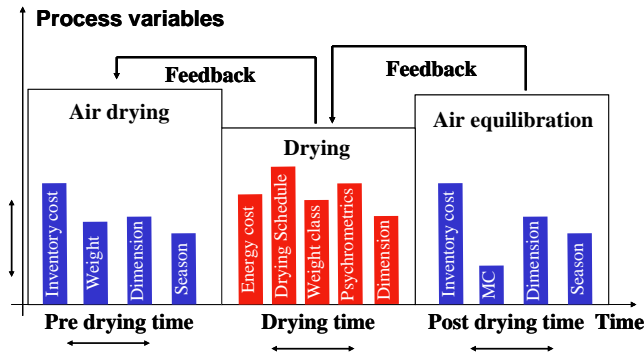 Process variables
Feedback
Feedback
Air drying
Drying
Air equilibration
Inventory cost
Weight
Dimension
Season
Energy cost
Drying Schedule
Weight class
Psychrometrics
Dimension
Inventory cost
MC
Dimension
Season
Pre drying time
Drying time
Post drying time
Time